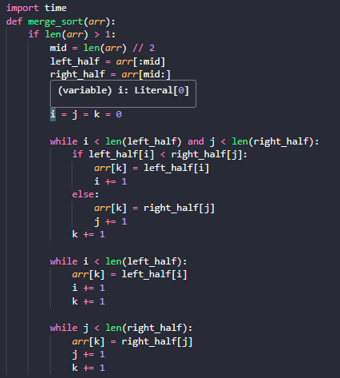 import time
def merge_sort(arr):
    if len(arr) > 1:
        mid = len(arr) // 2
        left_half = arr[:mid]
        right_half = arr[mid:]
        (variable) i: Literal[0]
        i = j = k = 0
        while i < len(left_half) and j < len(right_half):
            if left_half[i] < right_half[j]:
                arr[k] = left_half[i]
                i += 1
            else:
                arr[k] = right_half[j]
                j += 1
            k += 1
        while i < len(left_half):
            arr[k] = left_half[i]
            i += 1
            k += 1
        while j < len(right_half):
            arr[k] = right_half[j]
            j += 1
            k += 1